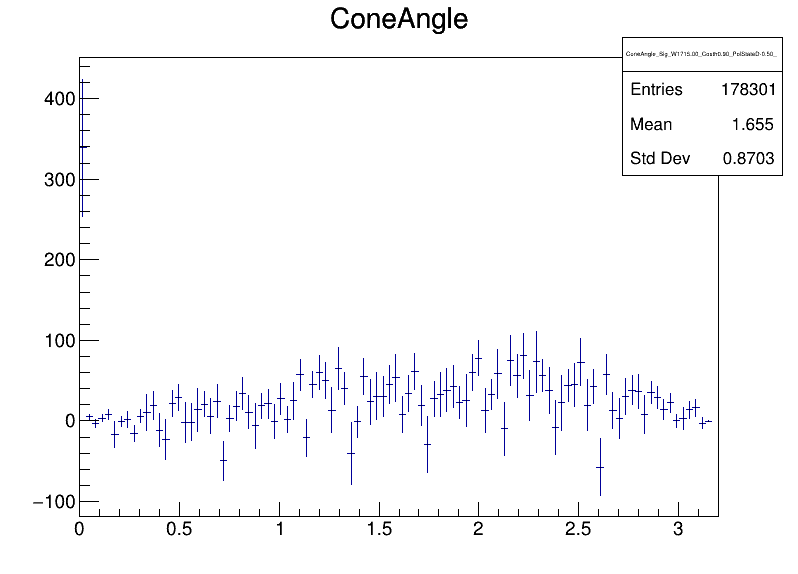 ConeAngle
ConeAngle_Sig_W1715.00_Costh0.90_PolStateD-0.50_
Entries 178301
Mean 1.655
Std Dev 0.8703
400
300
200
100
0
−100
0 0.5 1 1.5 2 2.5 3